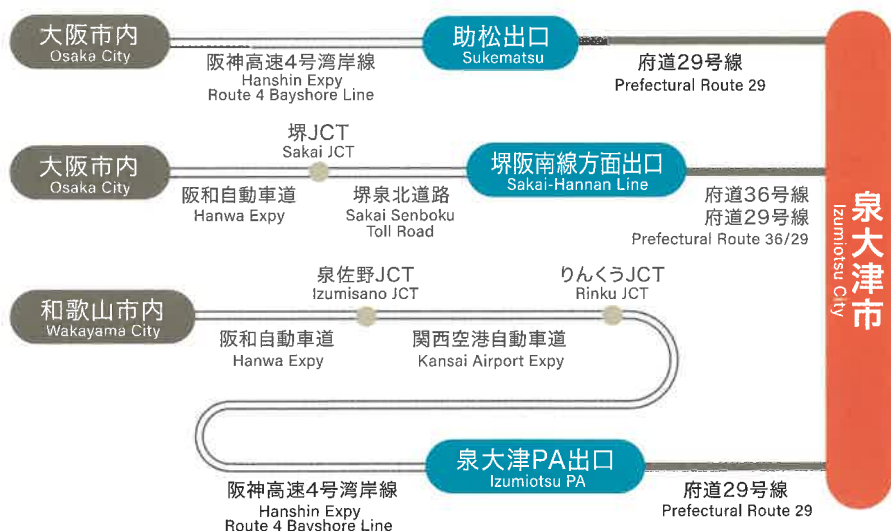 大阪市内
Osaka City
阪神高速4号湾岸線
Hanshin Expy
Route 4 Bayshore Line
助松出口
Sukematsu
府道29号線
Prefectural Route 29
大阪市内
Osaka City
阪和自動車道
Hanwa Expy
堺JCT
Sakai JCT
堺泉北道路
Sakai Senboku
Toll Road
堺阪南線方面出口
Sakai-Hannan Line
府道36号線
府道29号線
Prefectural Route 36/29
和歌山市内
Wakayama City
阪和自動車道
Hanwa Expy
泉佐野JCT
Izumisano JCT
関西空港自動車道
Kansai Airport Expy
りんくうJCT
Rinku JCT
阪神高速4号湾岸線
Hanshin Expy
Route 4 Bayshore Line
泉大津PA出口
Izumiotsu PA
府道29号線
Prefectural Route 29
泉大津市
Izumiotsu City